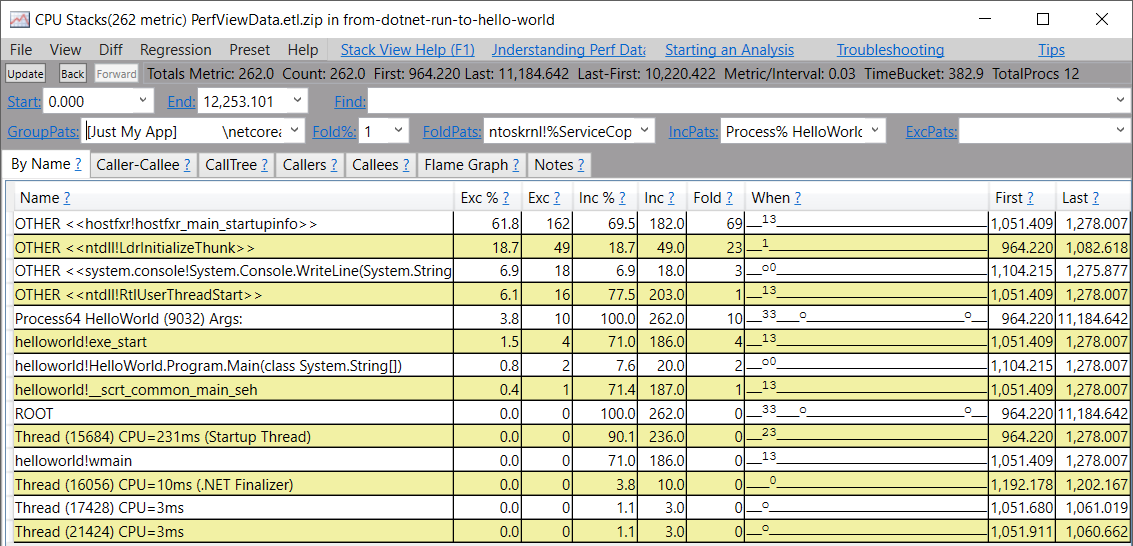 CPU Stacks(262 metric) PerfViewData.etl.zip in from-dotnet-run-to-hello-world
File View Diff Regression Preset Help Stack View Help (F1) Jnderstanding Perf Data Starting an Analysis Troubleshooting Tips
Update Back Forward Totals Metric: 262.0 Count: 262.0 First: 964.220 Last: 11,184.642 Last-First: 10,220.422 Metric/Interval: 0.03 TimeBucket: 382.9 TotalProcs 12
Start: 0.000 End: 12,253.101 Find:
GroupPats: [Just My App] \netcorea Fold%: 1 FoldPats: ntoskrnl!%ServiceCop IncPats: Process% HelloWorld ExcPats:
By Name ? Caller-Callee ? CallTree ? Callers ? Callees ? Flame Graph ? Notes ?
Name ? Exc % ? Exc ? Inc % ? Inc ? Fold ? When ? First ? Last ?
OTHER <<hostfxr!hostfxr_main_startupinfo>> 61.8 162 69.5 182.0 69 __13____________________________ 1,051.409 1,278.007
OTHER <<ntdll!LdrInitializeThunk>> 18.7 49 18.7 49.0 23 __1_____________________________ 964.220 1,082.618
OTHER <<system.console!System.Console.WriteLine(System.String 6.9 18 6.9 18.0 3 __o0____________________________ 1,104.215 1,275.877
OTHER <<ntdll!RtlUserThreadStart>> 6.1 16 77.5 203.0 1 __13____________________________ 1,051.409 1,278.007
Process64 HelloWorld (9032) Args: 3.8 10 100.0 262.0 10 __33___o_____________________o__ 964.220 11,184.642
helloworld!exe_start 1.5 4 71.0 186.0 4 __13____________________________ 1,051.409 1,278.007
helloworld!HelloWorld.Program.Main(class System.String[]) 0.8 2 7.6 20.0 2 __o0____________________________ 1,104.215 1,278.007
helloworld!__scrt_common_main_seh 0.4 1 71.4 187.0 1 __13____________________________ 1,051.409 1,278.007
ROOT 0.0 0 100.0 262.0 0 __33___o_____________________o__ 964.220 11,184.642
Thread (15684) CPU=231ms (Startup Thread) 0.0 0 90.1 236.0 0 __23____________________________ 964.220 1,278.007
helloworld!wmain 0.0 0 71.0 186.0 0 __13____________________________ 1,051.409 1,278.007
Thread (16056) CPU=10ms (.NET Finalizer) 0.0 0 3.8 10.0 0 ___0____________________________ 1,192.178 1,202.167
Thread (17428) CPU=3ms 0.0 0 1.1 3.0 0 __o_____________________________ 1,051.680 1,061.019
Thread (21424) CPU=3ms 0.0 0 1.1 3.0 0 __o_____________________________ 1,051.911 1,060.662